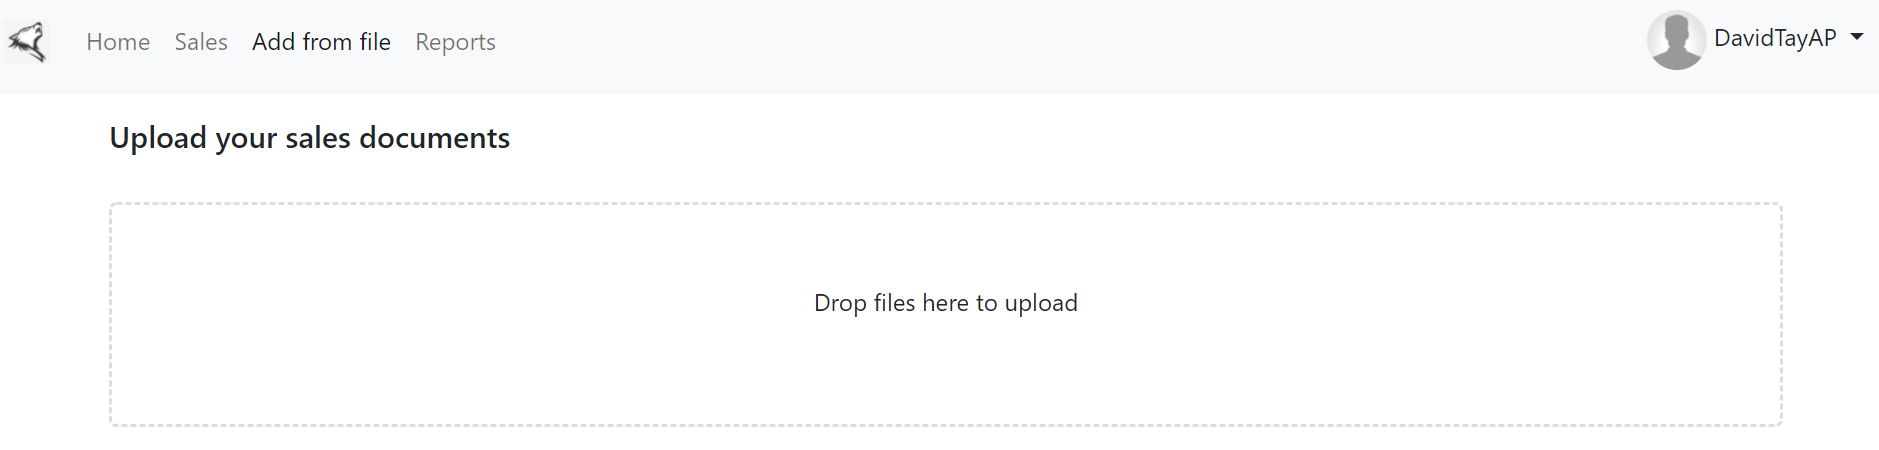 Home Sales Add from file Reports DavidTayAP
Upload your sales documents
Drop files here to upload